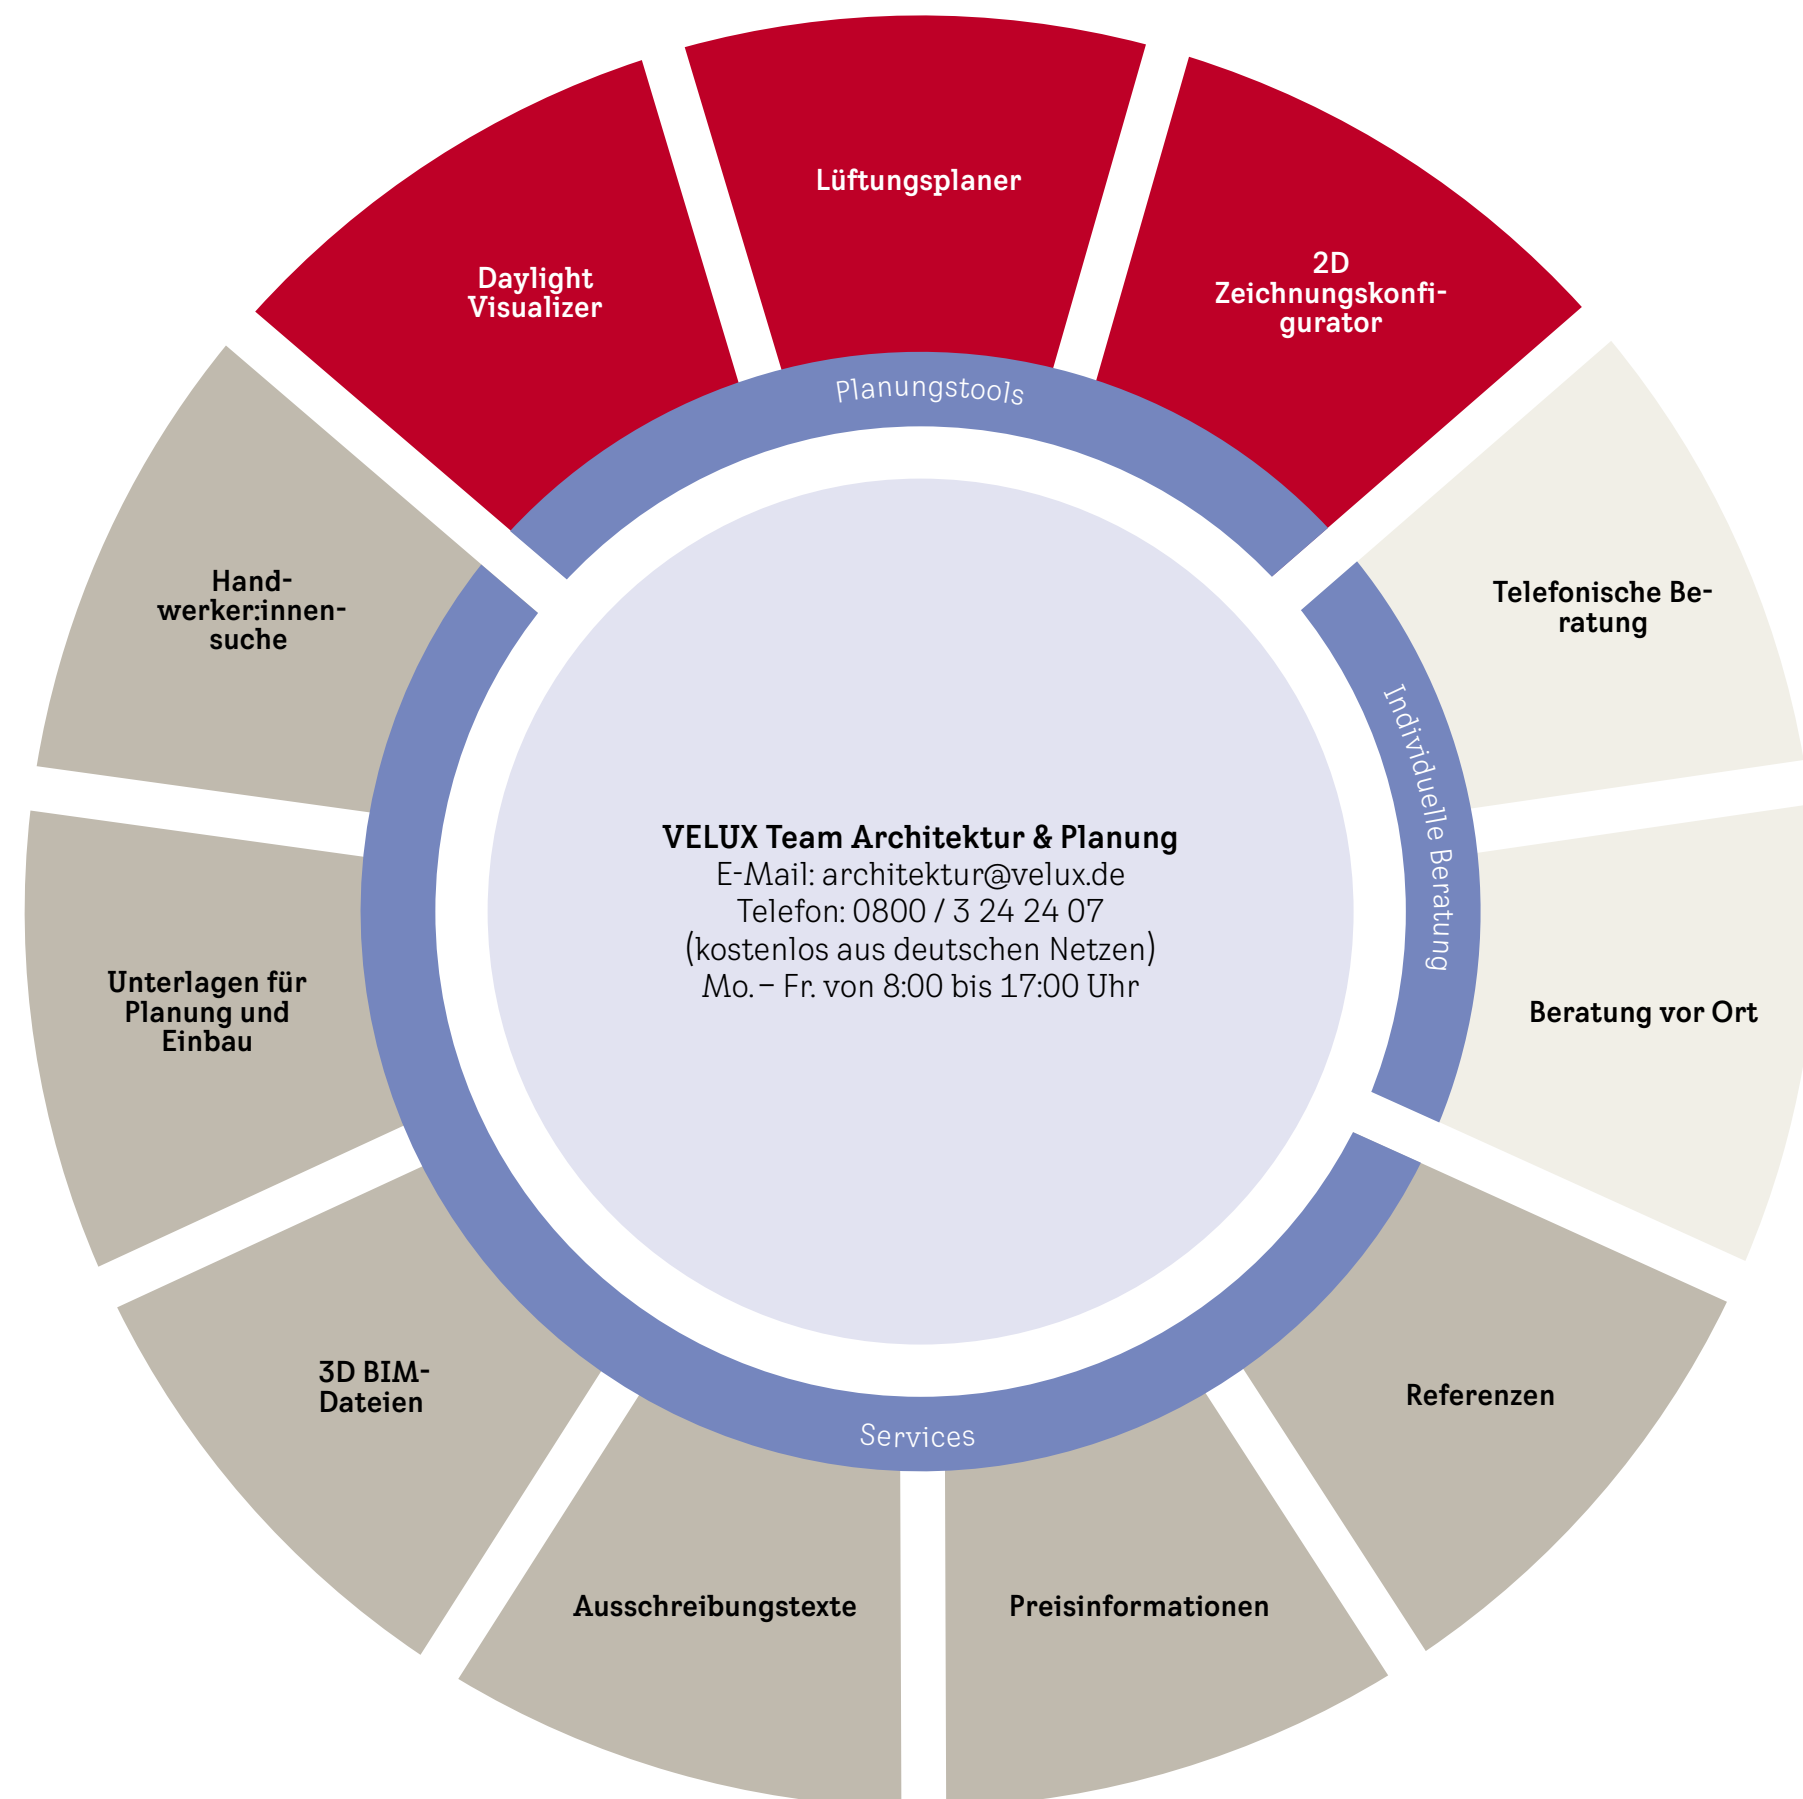 Lüftungsplaner
Daylight
Visualizer
2D
Zeichnungskonfi-
gurator
Planungstools
Hand-
werker:innen-
suche
Telefonische Be-
ratung
Individuelle Beratung
VELUX Team Architektur & Planung
E-Mail: architektur@velux.de
Telefon: 0800 / 3 24 24 07
(kostenlos aus deutschen Netzen)
Mo. – Fr. von 8:00 bis 17:00 Uhr
Unterlagen für
Planung und
Einbau
Beratung vor Ort
3D BIM-
Dateien
Referenzen
Services
Ausschreibungstexte
Preisinformationen